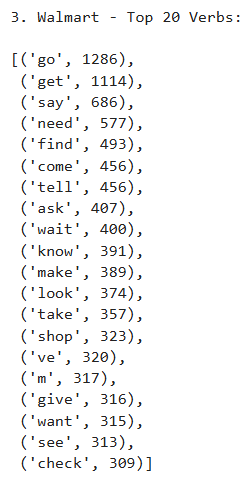 3. Walmart - Top 20 Verbs:
[('go', 1286),
('get', 1114),
('say', 686),
('need', 577),
('find', 493),
('come', 456),
('tell', 456),
('ask', 407),
('wait', 400),
('know', 391),
('make', 389),
('look', 374),
('take', 357),
('shop', 323),
('ve', 320),
('m', 317),
('give', 316),
('want', 315),
('see', 313),
('check', 309)]